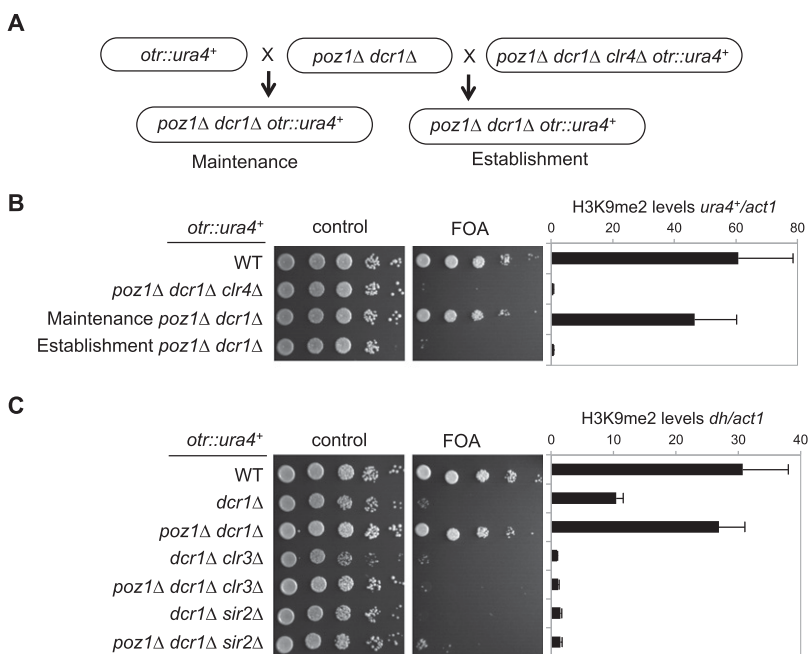 A
otr::ura4+ X poz1Δ dcr1Δ X poz1Δ dcr1Δ clr4Δ otr::ura4+
poz1Δ dcr1Δ otr::ura4+ poz1Δ dcr1Δ otr::ura4+
Maintenance Establishment
B
H3K9me2 levels ura4+/act1
otr::ura4+ control FOA 0 20 40 60 80
WT
poz1Δ dcr1Δ clr4Δ
Maintenance poz1Δ dcr1Δ
Establishment poz1Δ dcr1Δ
C
H3K9me2 levels dh/act1
otr::ura4+ control FOA 0 10 20 30 40
WT
dcr1Δ
poz1Δ dcr1Δ
dcr1Δ clr3Δ
poz1Δ dcr1Δ clr3Δ
dcr1Δ sir2Δ
poz1Δ dcr1Δ sir2Δ